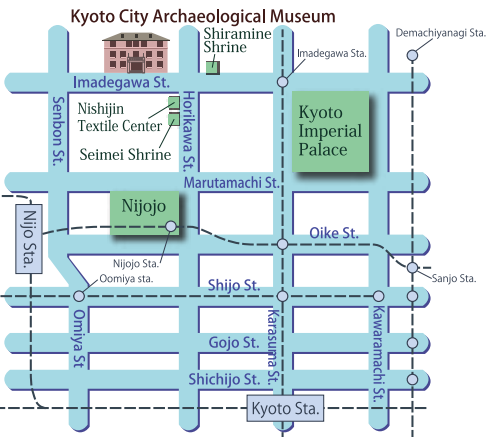 Kyoto City Archaeological Museum
Shiramine
Shrine
Demachiyanagi Sta.
Imadegawa Sta.
Imadegawa St.
Senbon St.
Nishijin
Textile Center
Horikawa St.
Seimei Shrine
Kyoto
Imperial
Palace
Marutamachi St.
Nijojo
Nijo Sta.
Oike St.
Nijojo Sta.
Oomiya sta.
Sanjo Sta.
Shijo St.
Omiya St
Karasuma St.
Kawaramachi St.
Gojo St.
Shichijo St.
Kyoto Sta.